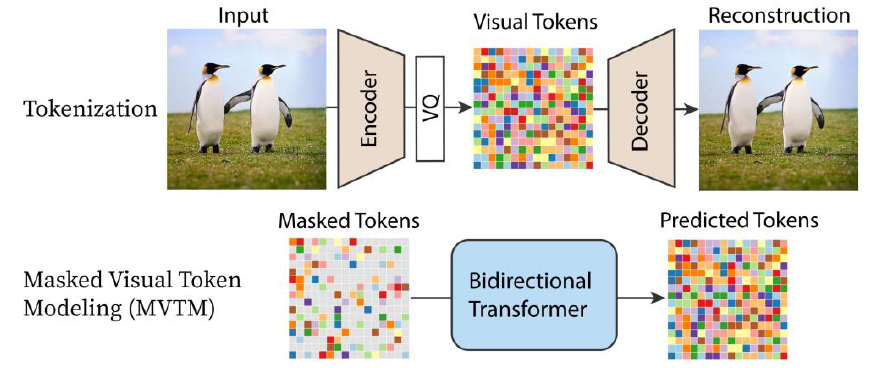 Input
Visual Tokens
Reconstruction
Tokenization
Encoder
VQ
Decoder
Masked Tokens
Predicted Tokens
Masked Visual Token
Modeling (MVTM)
Bidirectional
Transformer